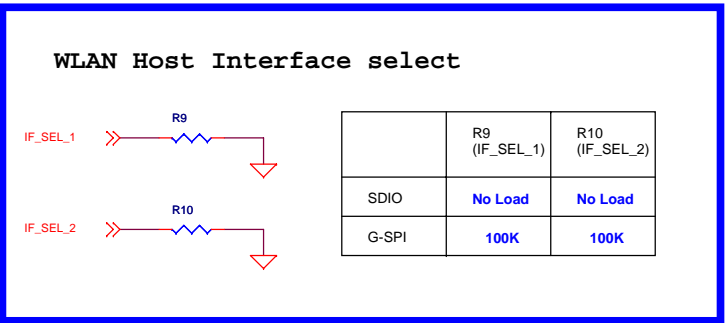 WLAN Host Interface select
R9
IF_SEL_1
R10
IF_SEL_2
R9 R10
(IF_SEL_1) (IF_SEL_2)
SDIO No Load No Load
G-SPI 100K 100K